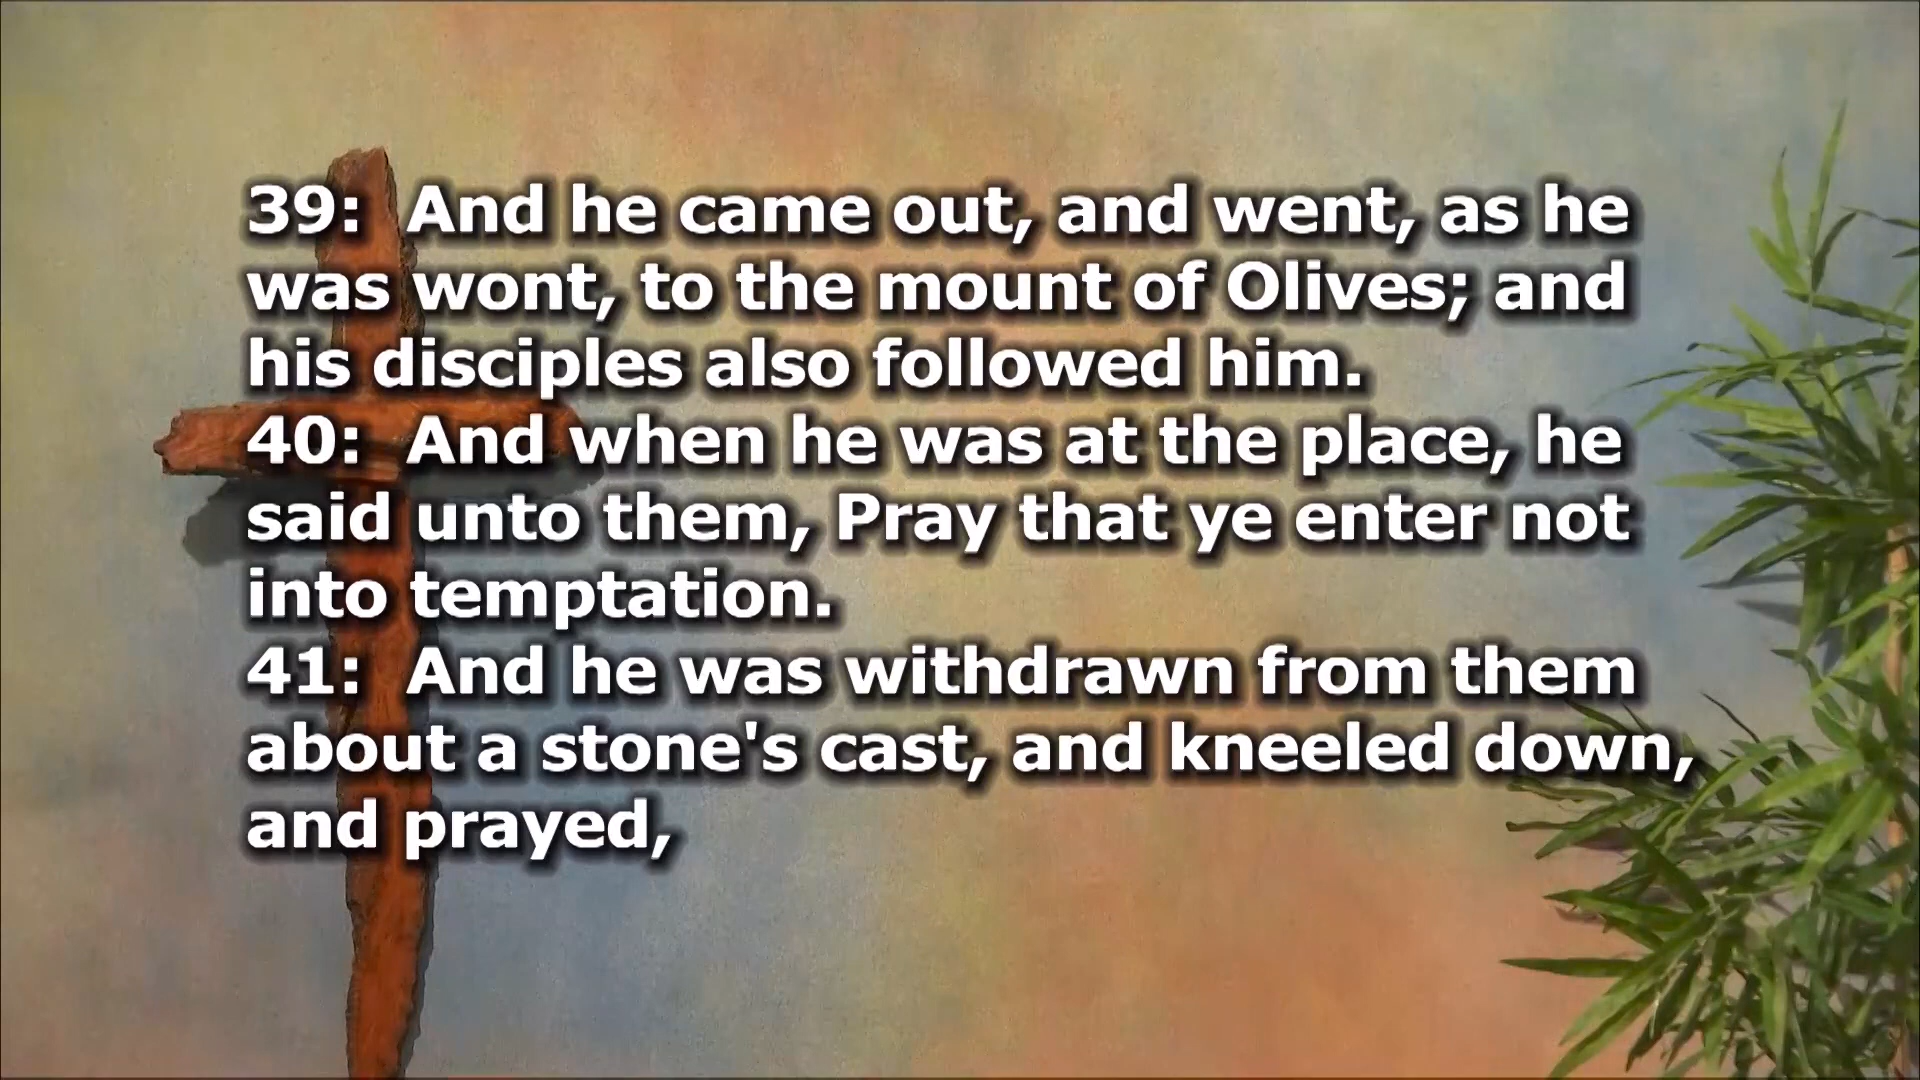 39:  And he came out, and went, as he
was wont, to the mount of Olives; and
his disciples also followed him.
40:  And when he was at the place, he
said unto them, Pray that ye enter not
into temptation.
41:  And he was withdrawn from them
about a stone's cast, and kneeled down,
and prayed,